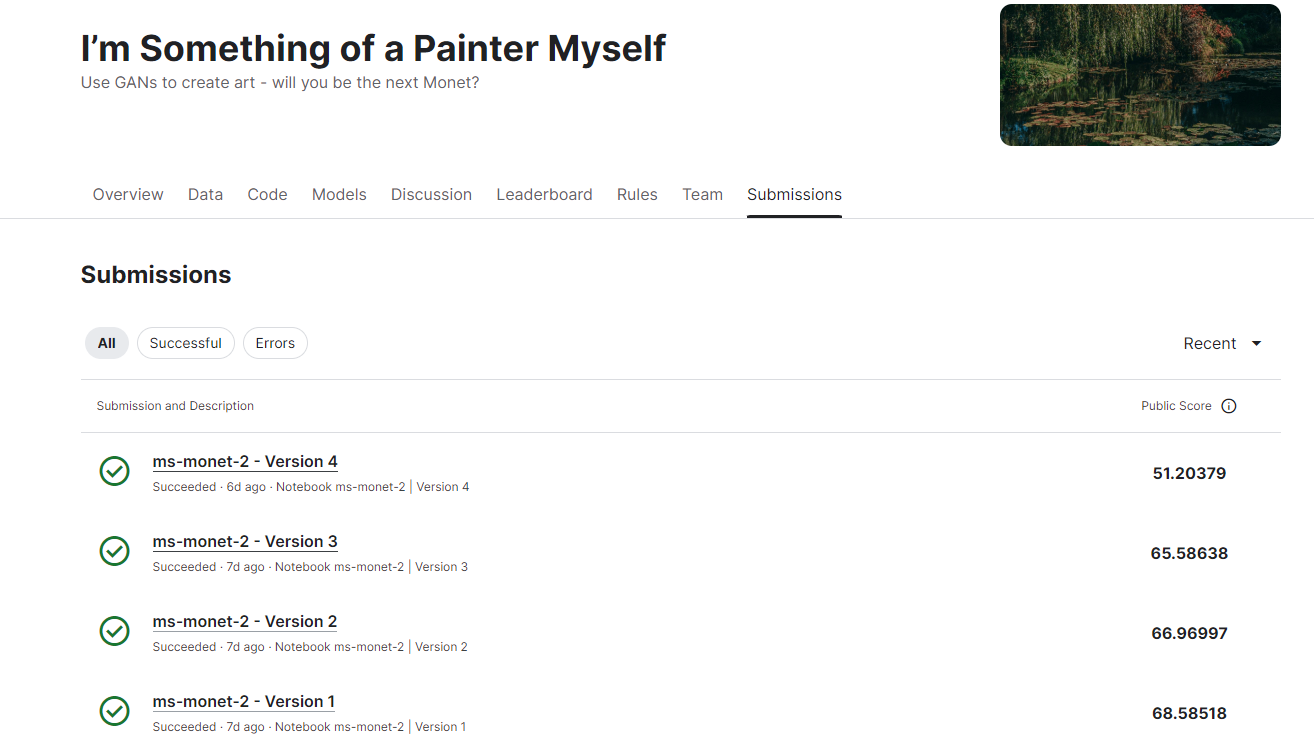 I’m Something of a Painter Myself
Use GANs to create art - will you be the next Monet?
Overview Data Code Models Discussion Leaderboard Rules Team Submissions
Submissions
All Successful Errors Recent
Submission and Description Public Score
ms-monet-2 - Version 4
Succeeded · 6d ago · Notebook ms-monet-2 | Version 4
51.20379
ms-monet-2 - Version 3
Succeeded · 7d ago · Notebook ms-monet-2 | Version 3
65.58638
ms-monet-2 - Version 2
Succeeded · 7d ago · Notebook ms-monet-2 | Version 2
66.96997
ms-monet-2 - Version 1
Succeeded · 7d ago · Notebook ms-monet-2 | Version 1
68.58518